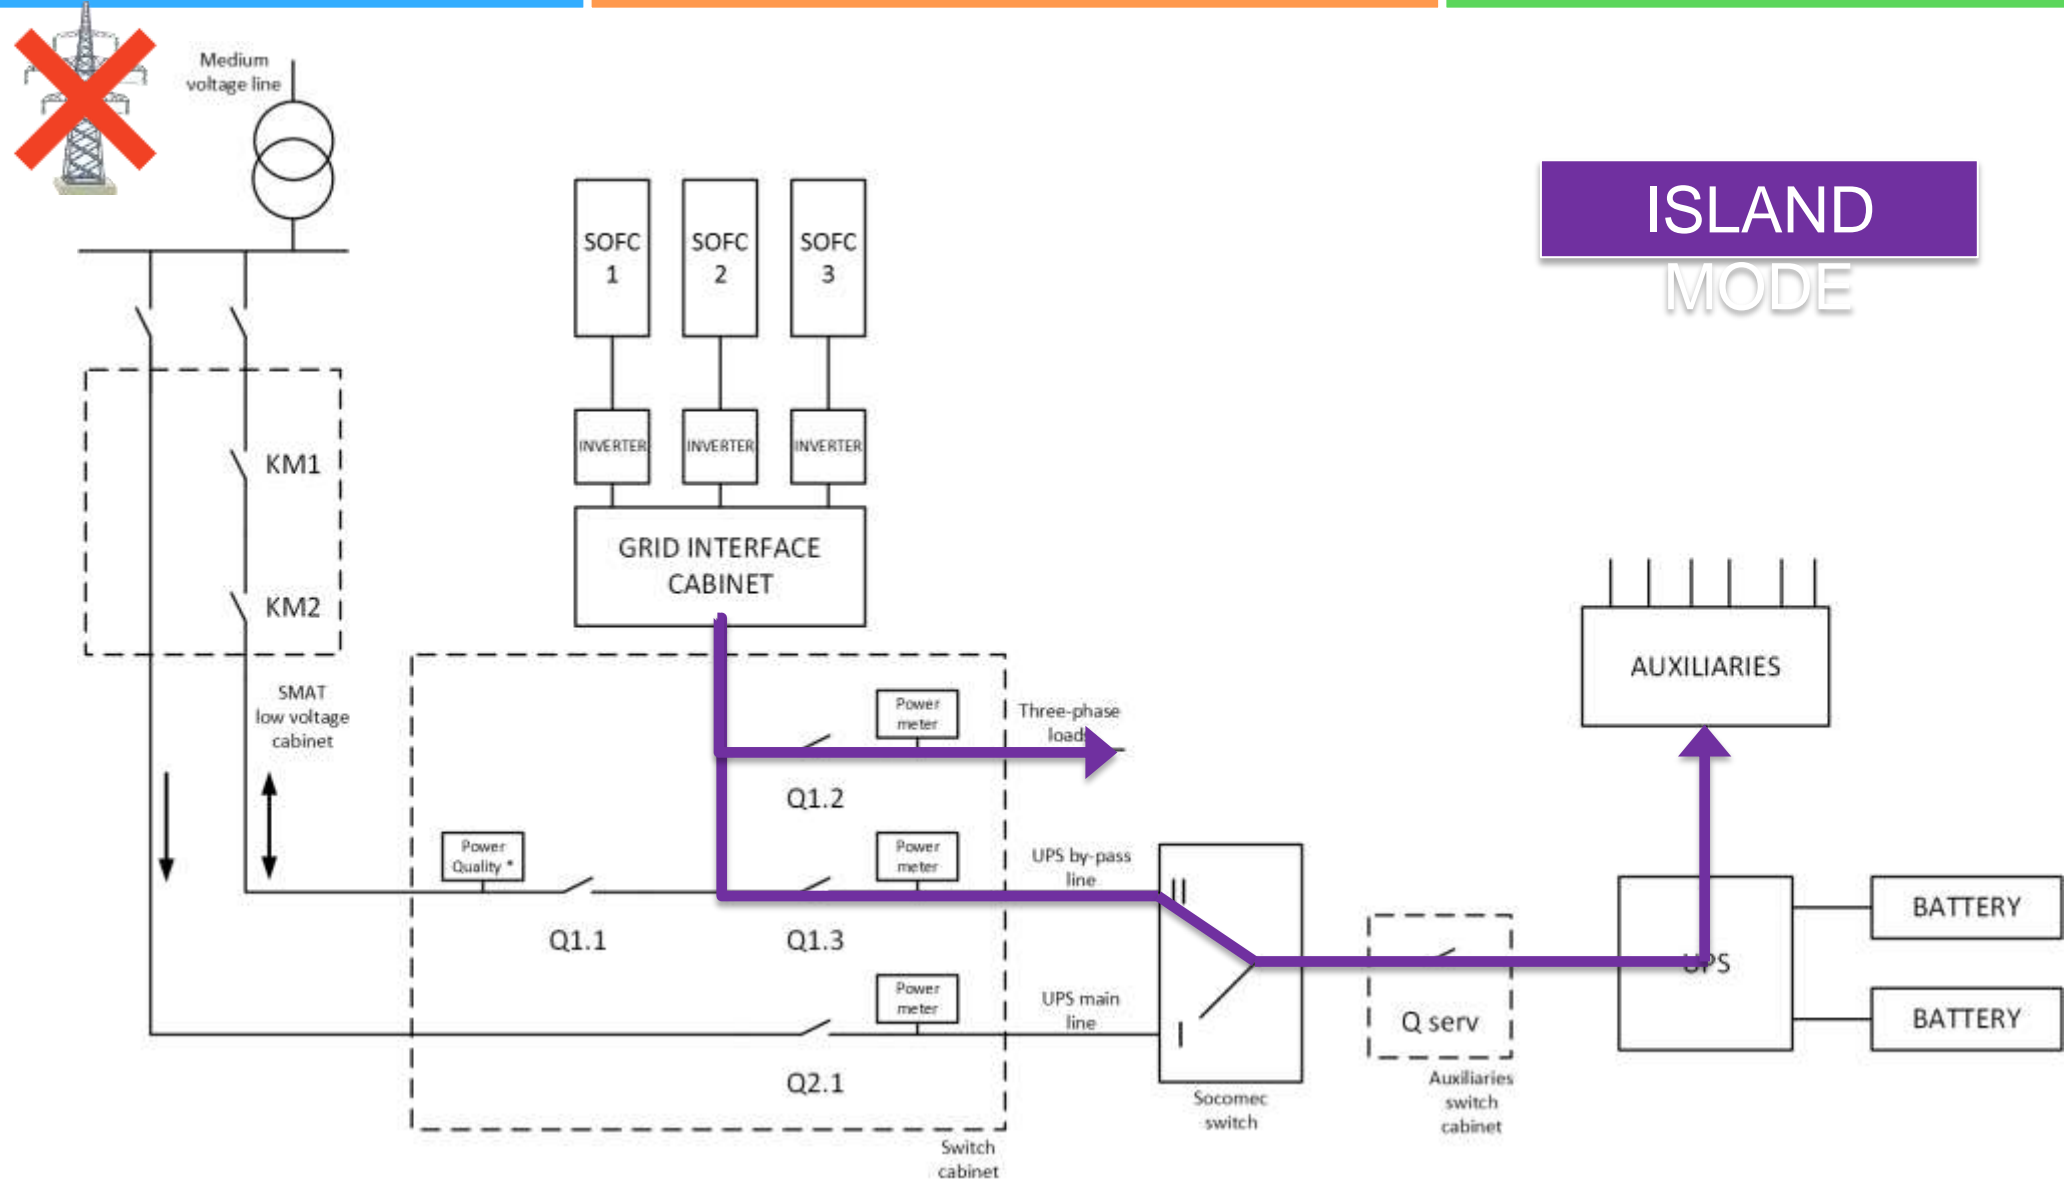 Medium
voltage line
ISLAND
MODE
SOFC
1
SOFC
2
SOFC
3
INVERTER
INVERTER
INVERTER
KM1
GRID INTERFACE
CABINET
KM2
AUXILIARIES
SMAT
low voltage
cabinet
Power
meter
Three-phase
loads
Q1.2
Power
Quality *
Power
meter
UPS by-pass
line
II
Q1.1
Q1.3
BATTERY
UPS
Power
meter
UPS main
line
I
Q serv
BATTERY
Q2.1
Socomec
switch
Auxiliaries
switch
cabinet
Switch
cabinet